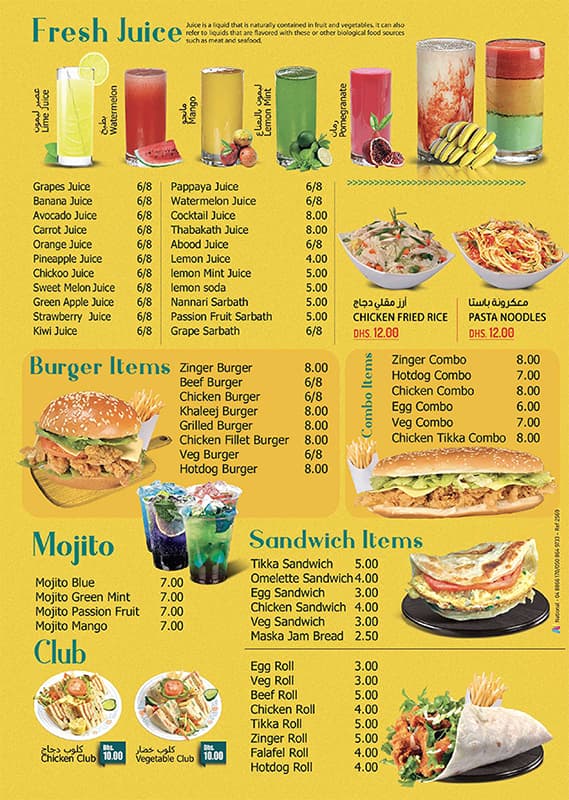 Fresh Juice
Juice is a liquid that is naturally contained in fruit and vegetables. it can also
refer to liquids that are flavored with these or other biological food sources
such as meat and seafood.
عصير ليمون
Lime Juice
بطيخ
Watermelon
مانجو
Mango
ليمون بالنعناع
Lemon Mint
رمان
Pomegranate
Grapes Juice 6/8
Banana Juice 6/8
Avocado Juice 6/8
Carrot Juice 6/8
Orange Juice 6/8
Pineapple Juice 6/8
Chickoo Juice 6/8
Sweet Melon Juice 6/8
Green Apple Juice 6/8
Strawberry Juice 6/8
Kiwi Juice 6/8
Pappaya Juice 6/8
Watermelon Juice 6/8
Cocktail Juice 8.00
Thabakath Juice 8.00
Abood Juice 6/8
Lemon Juice 4.00
lemon Mint Juice 5.00
lemon soda 5.00
Nannari Sarbath 5.00
Passion Fruit Sarbath 5.00
Grape Sarbath 6/8
أرز مقلي دجاج
CHICKEN FRIED RICE
DHS. 12.00
معكرونة باستا
PASTA NOODLES
DHS. 12.00
Burger Items
Zinger Burger 8.00
Beef Burger 6/8
Chicken Burger 6/8
Khaleej Burger 8.00
Grilled Burger 8.00
Chicken Fillet Burger 8.00
Veg Burger 6/8
Hotdog Burger 8.00
Combo Items
Zinger Combo 8.00
Hotdog Combo 7.00
Chicken Combo 8.00
Egg Combo 6.00
Veg Combo 7.00
Chicken Tikka Combo 8.00
Mojito
Mojito Blue 7.00
Mojito Green Mint 7.00
Mojito Passion Fruit 7.00
Mojito Mango 7.00
Sandwich Items
Tikka Sandwich 5.00
Omelette Sandwich 4.00
Egg Sandwich 3.00
Chicken Sandwich 4.00
Veg Sandwich 3.00
Maska Jam Bread 2.50
Club
كلوب دجاج
Chicken Club
Dhs. 10.00
كلوب خضار
Vegetable Club
Dhs. 10.00
Egg Roll 3.00
Veg Roll 3.00
Beef Roll 5.00
Chicken Roll 4.00
Tikka Roll 5.00
Zinger Roll 5.00
Falafel Roll 4.00
Hotdog Roll 4.00